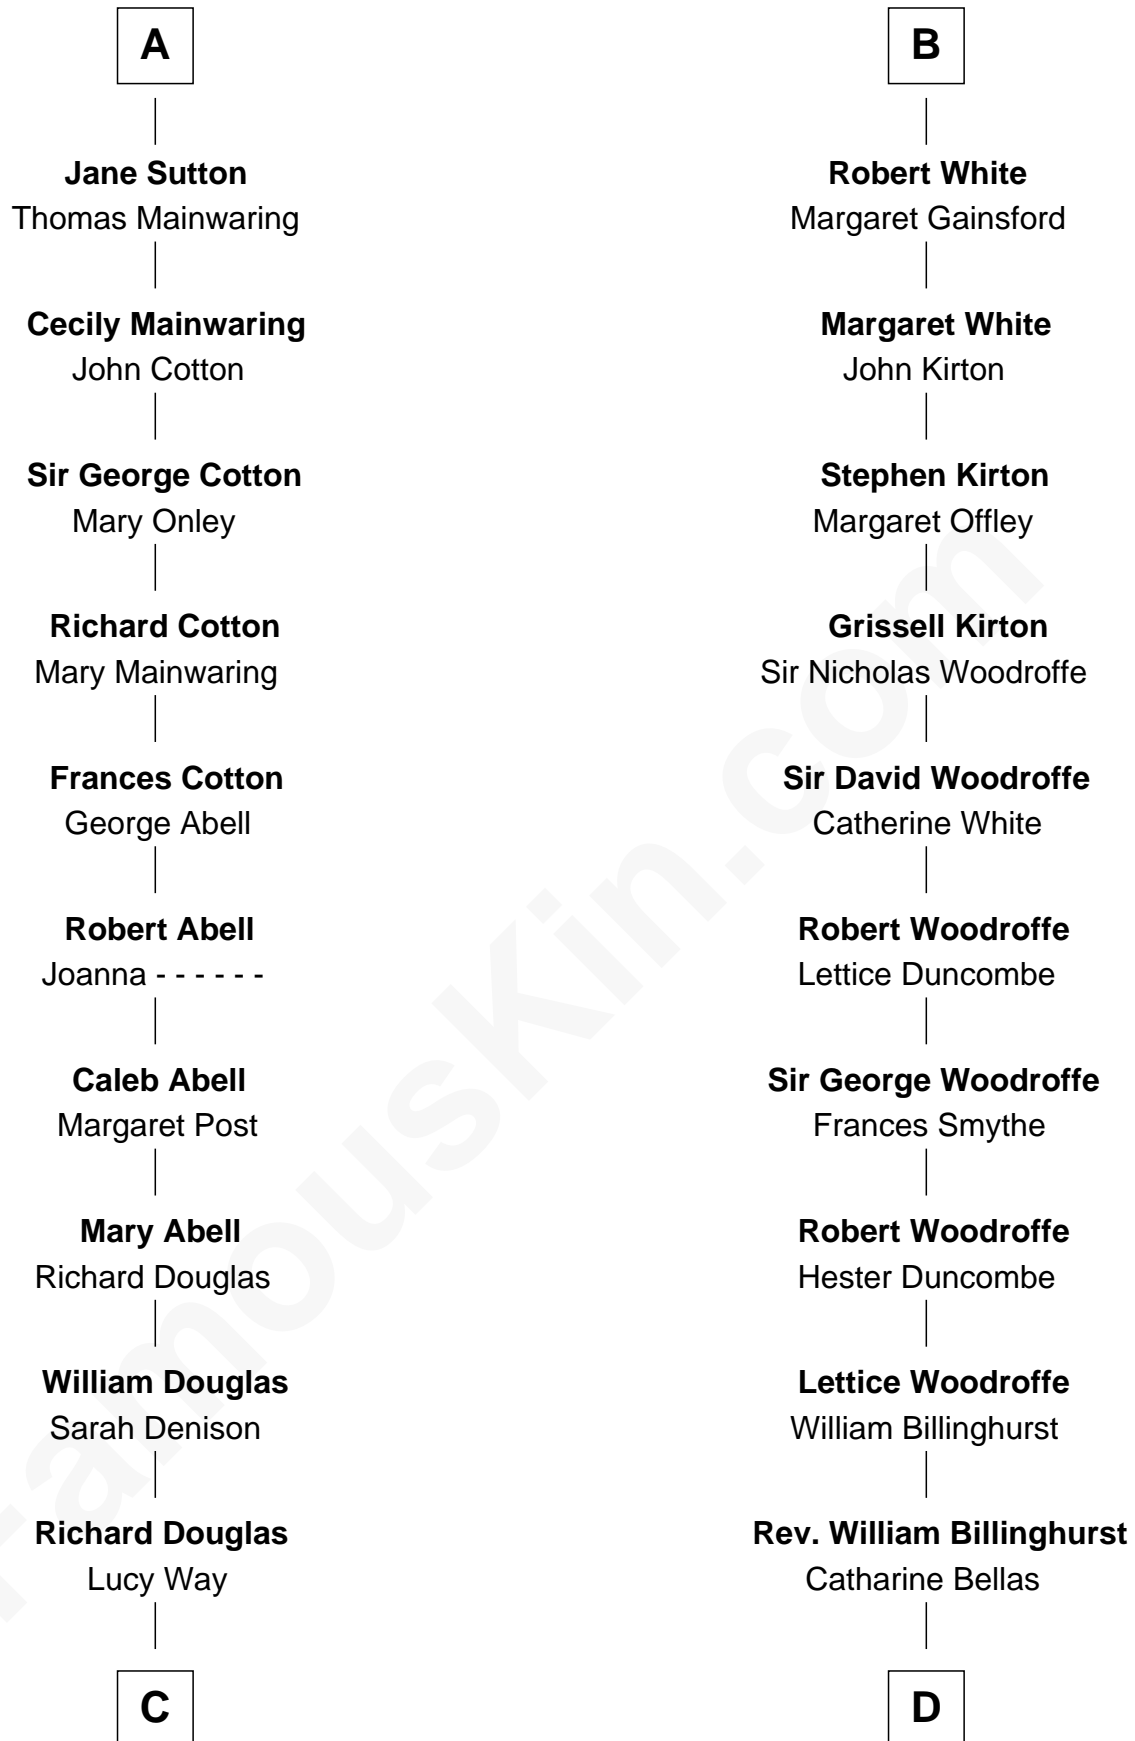 A
Jane Sutton
Thomas Mainwaring
Cecily Mainwaring
John Cotton
Sir George Cotton
Mary Onley
Richard Cotton
Mary Mainwaring
Frances Cotton
George Abell
Robert Abell
Joanna - - - - - -
Caleb Abell
Margaret Post
Mary Abell
Richard Douglas
William Douglas
Sarah Denison
Richard Douglas
Lucy Way
C
B
Robert White
Margaret Gainsford
Margaret White
John Kirton
Stephen Kirton
Margaret Offley
Grissell Kirton
Sir Nicholas Woodroffe
Sir David Woodroffe
Catherine White
Robert Woodroffe
Lettice Duncombe
Sir George Woodroffe
Frances Smythe
Robert Woodroffe
Hester Duncombe
Lettice Woodroffe
William Billinghurst
Rev. William Billinghurst
Catharine Bellas
D
FamousKin.com